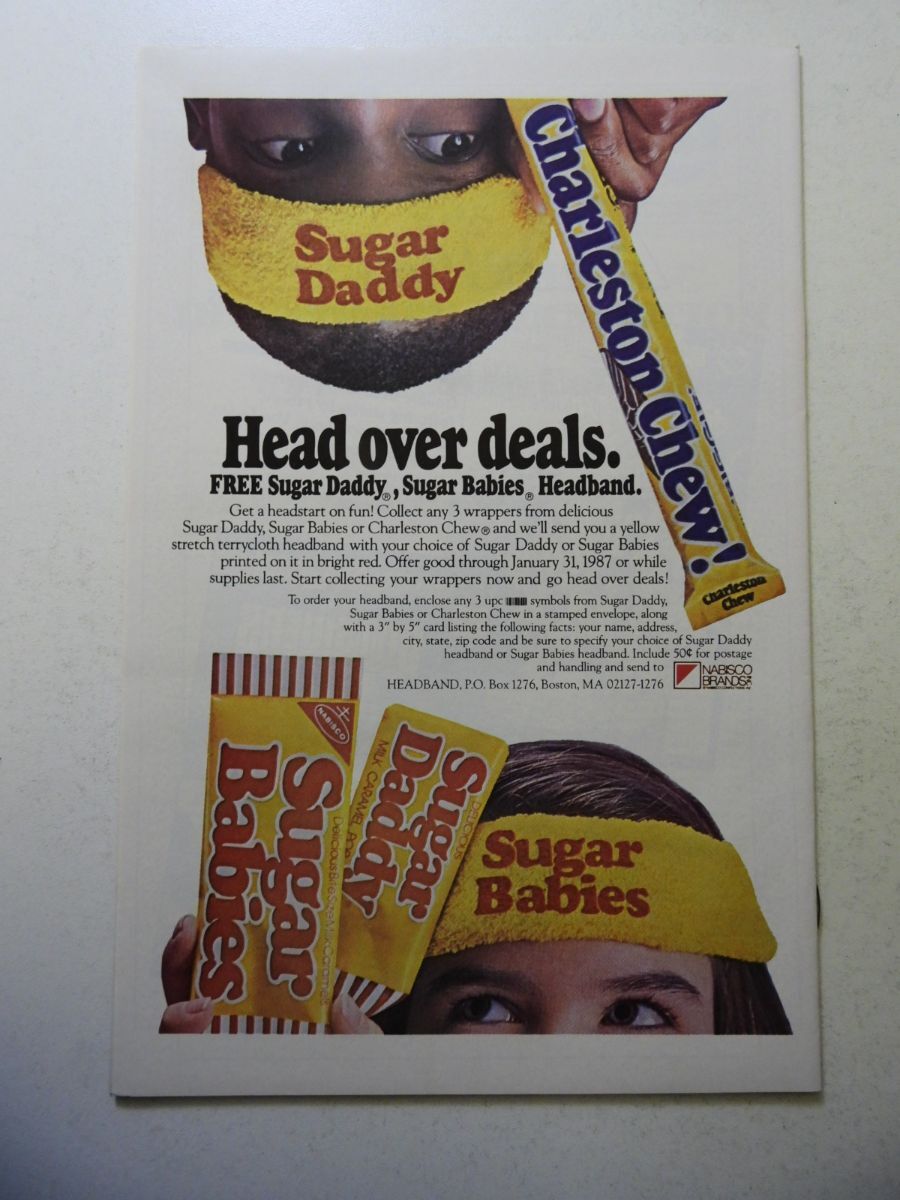 Sugar
Daddy
Charleston Chew!
Charleston
Chew
Head over deals.
FREE Sugar Daddy®, Sugar Babies® Headband.
Get a headstart on fun! Collect any 3 wrappers from delicious
Sugar Daddy, Sugar Babies or Charleston Chew® and we'll send you a yellow
stretch terrycloth headband with your choice of Sugar Daddy or Sugar Babies
printed on it in bright red. Offer good through January 31, 1987 or while
supplies last. Start collecting your wrappers now and go head over deals!
To order your headband, enclose any 3 upc symbols from Sugar Daddy,
Sugar Babies or Charleston Chew in a stamped envelope, along
with a 3" by 5" card listing the following facts: your name, address,
city, state, zip code and be sure to specify your choice of Sugar Daddy
headband or Sugar Babies headband. Include 50¢ for postage
and handling and send to
HEADBAND, P.O. Box 1276, Boston, MA 02127-1276
NABISCO
BRANDS
NABISCO
Sugar
Babies
Delicious Bite Size Milk Caramels
DELICIOUS
Sugar
Daddy
MILK CARAMEL POP
Sugar
Babies